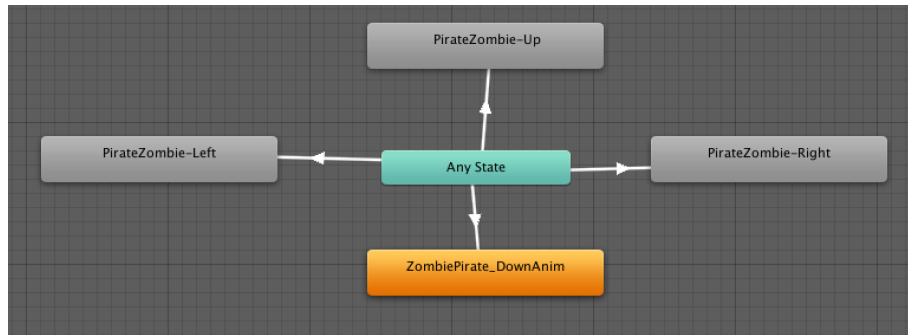 PirateZombie-Up
PirateZombie-Left
Any State
PirateZombie-Right
ZombiePirate_DownAnim